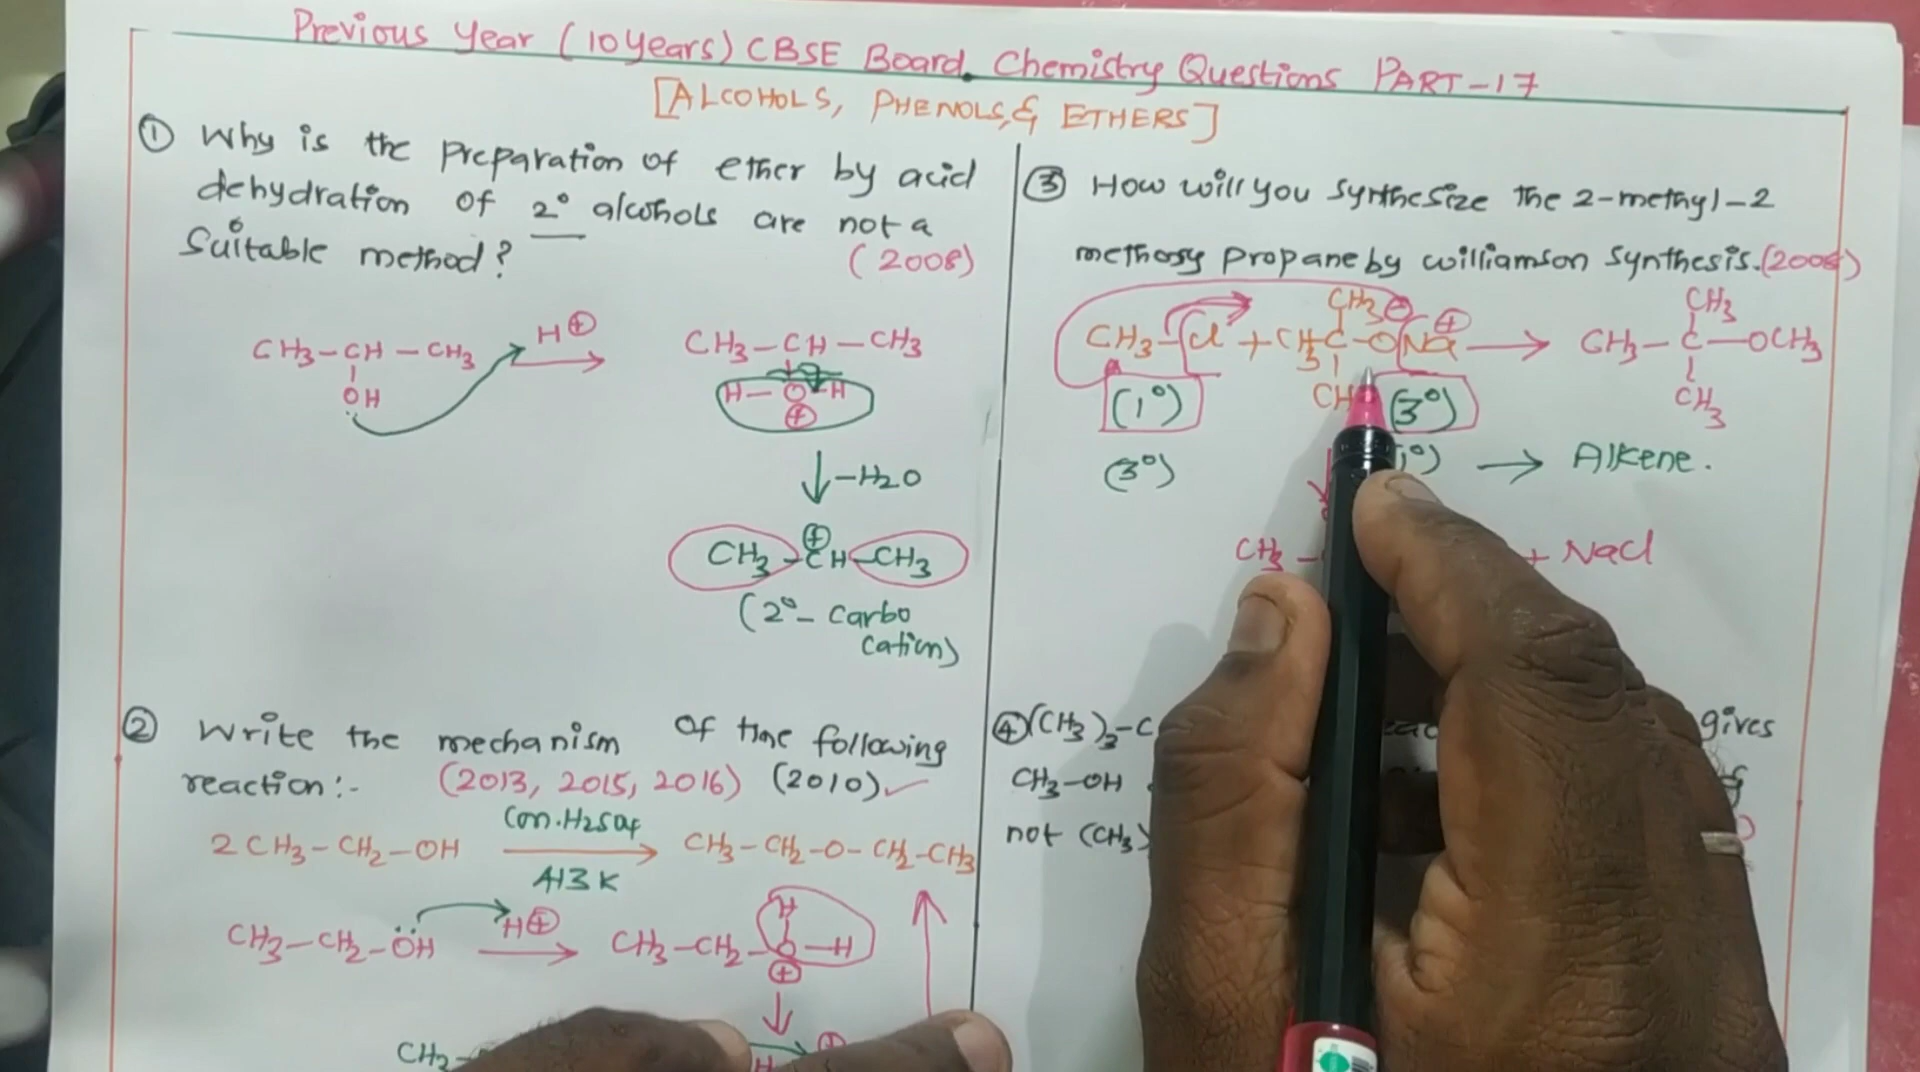 Previous Year (10years) CBSE Board Chemistry Questions PART-17
[ALCOHOLS, PHENOLS, & ETHERS]
① Why is the preparation of ether by acid
dehydration of 2° alcohols are not a
Suitable method? (2008)
CH3-CH-CH3 H⊕ CH3-CH-CH3
OH H-O-H
⊕
-H2O
CH3-⊕CH-CH3
(2°- carbo
cation)
② Write the mechanism of the following
reaction:- (2013, 2015, 2016) (2010)
Con.H2SO4
2CH3-CH2-OH → CH3-CH2-O-CH2-CH3
413 K
CH3-CH2-ÖH H⊕ → CH3-CH2-O-H
H
⊕
CH2
③ How will you synthesize the 2-methyl-2
methoxy propane by williamson synthesis.
CH3 ⊖ ⊕ CH3
CH3-Cl + CH3-C-ONa → CH3-C-OCH3
CH3
(1°) (3°)
(3°) → Alkene.
CH3- + NaCl
④ (CH3)3-C gives
CH3-OH
not (CH3)